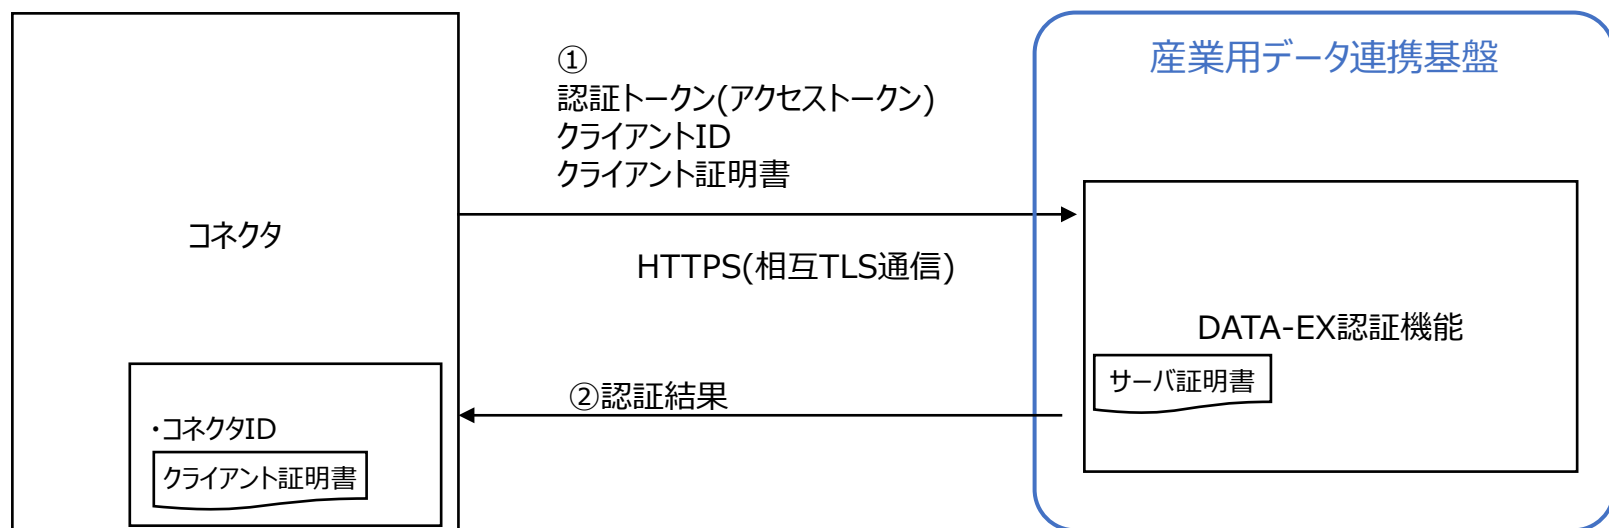 産業用データ連携基盤
①
認証トークン(アクセストークン)
クライアントID
クライアント証明書
コネクタ
HTTPS(相互TLS通信)
DATA-EX認証機能
サーバ証明書
②認証結果
・コネクタID
クライアント証明書